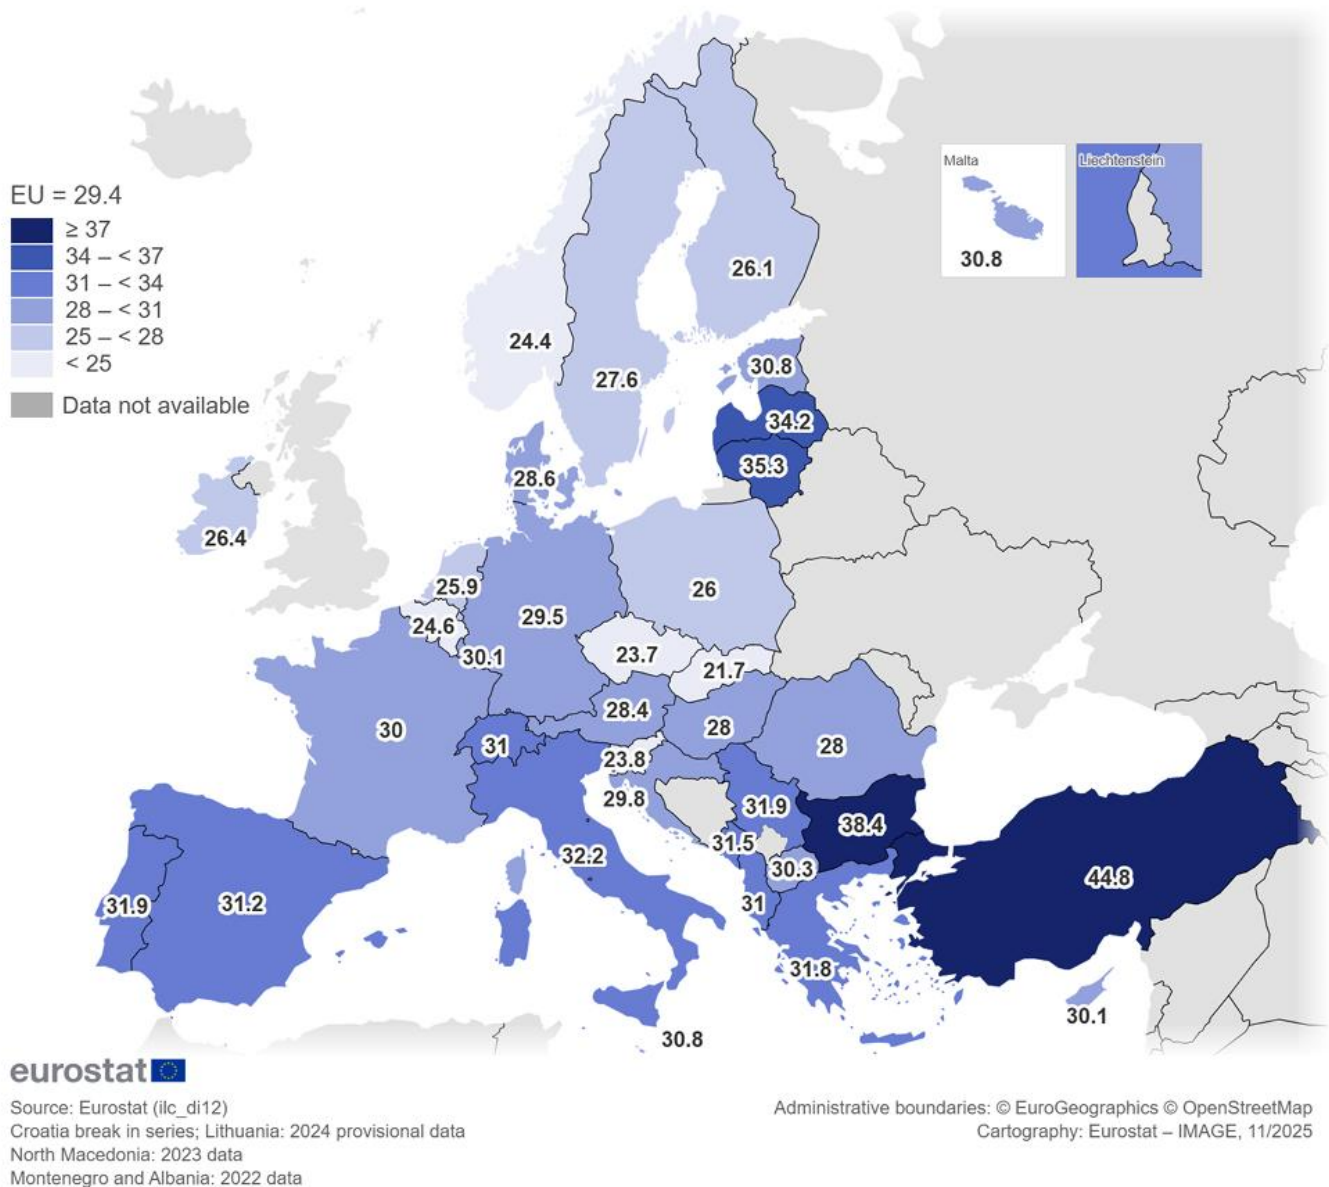 Malta
Liechtenstein
30.8
EU = 29.4
≥ 37
34 – < 37
31 – < 34
28 – < 31
25 – < 28
< 25
Data not available
26.1
24.4
27.6
30.8
34.2
35.3
28.6
26.4
25.9
26
29.5
24.6
30.1
23.7
21.7
28.4
30
31
28
28
23.8
29.8
31.9
38.4
31.5
30.3
32.2
44.8
31.9
31.2
31
31.8
30.1
30.8
eurostat
Source: Eurostat (ilc_di12)
Croatia break in series; Lithuania: 2024 provisional data
North Macedonia: 2023 data
Montenegro and Albania: 2022 data
Administrative boundaries: © EuroGeographics © OpenStreetMap
Cartography: Eurostat – IMAGE, 11/2025